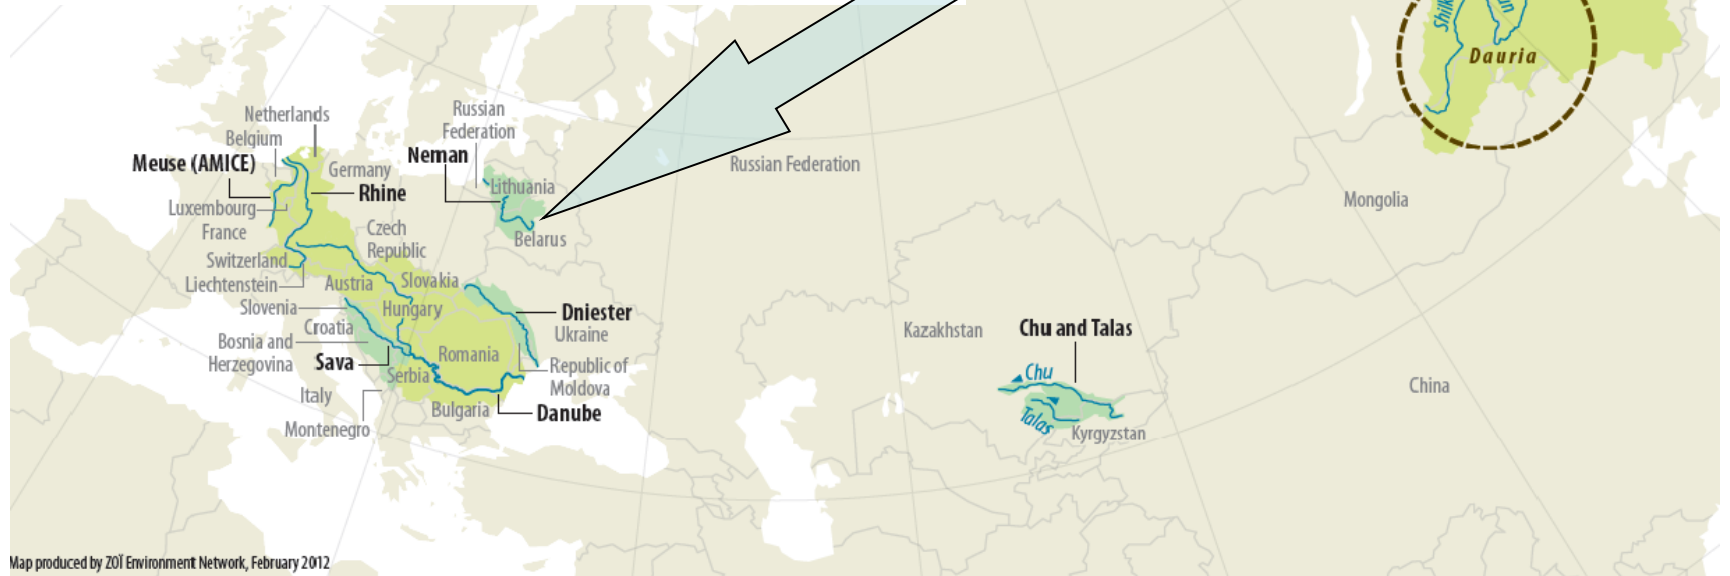 Dauria
Netherlands
Belgium
Russian
Federation
Meuse (AMICE)
Neman
Germany
Rhine
Lithuania
Luxembourg
France
Czech
Republic
Belarus
Switzerland
Liechtenstein
Austria
Slovakia
Slovenia
Hungary
Dniester
Croatia
Ukraine
Bosnia and
Herzegovina
Sava
Romania
Republic of
Moldova
Serbia
Italy
Bulgaria
Danube
Montenegro
Russian Federation
Mongolia
Kazakhstan
Chu and Talas
Chu
Talas
Kyrgyzstan
China
Map produced by ZOÏ Environment Network, February 2012